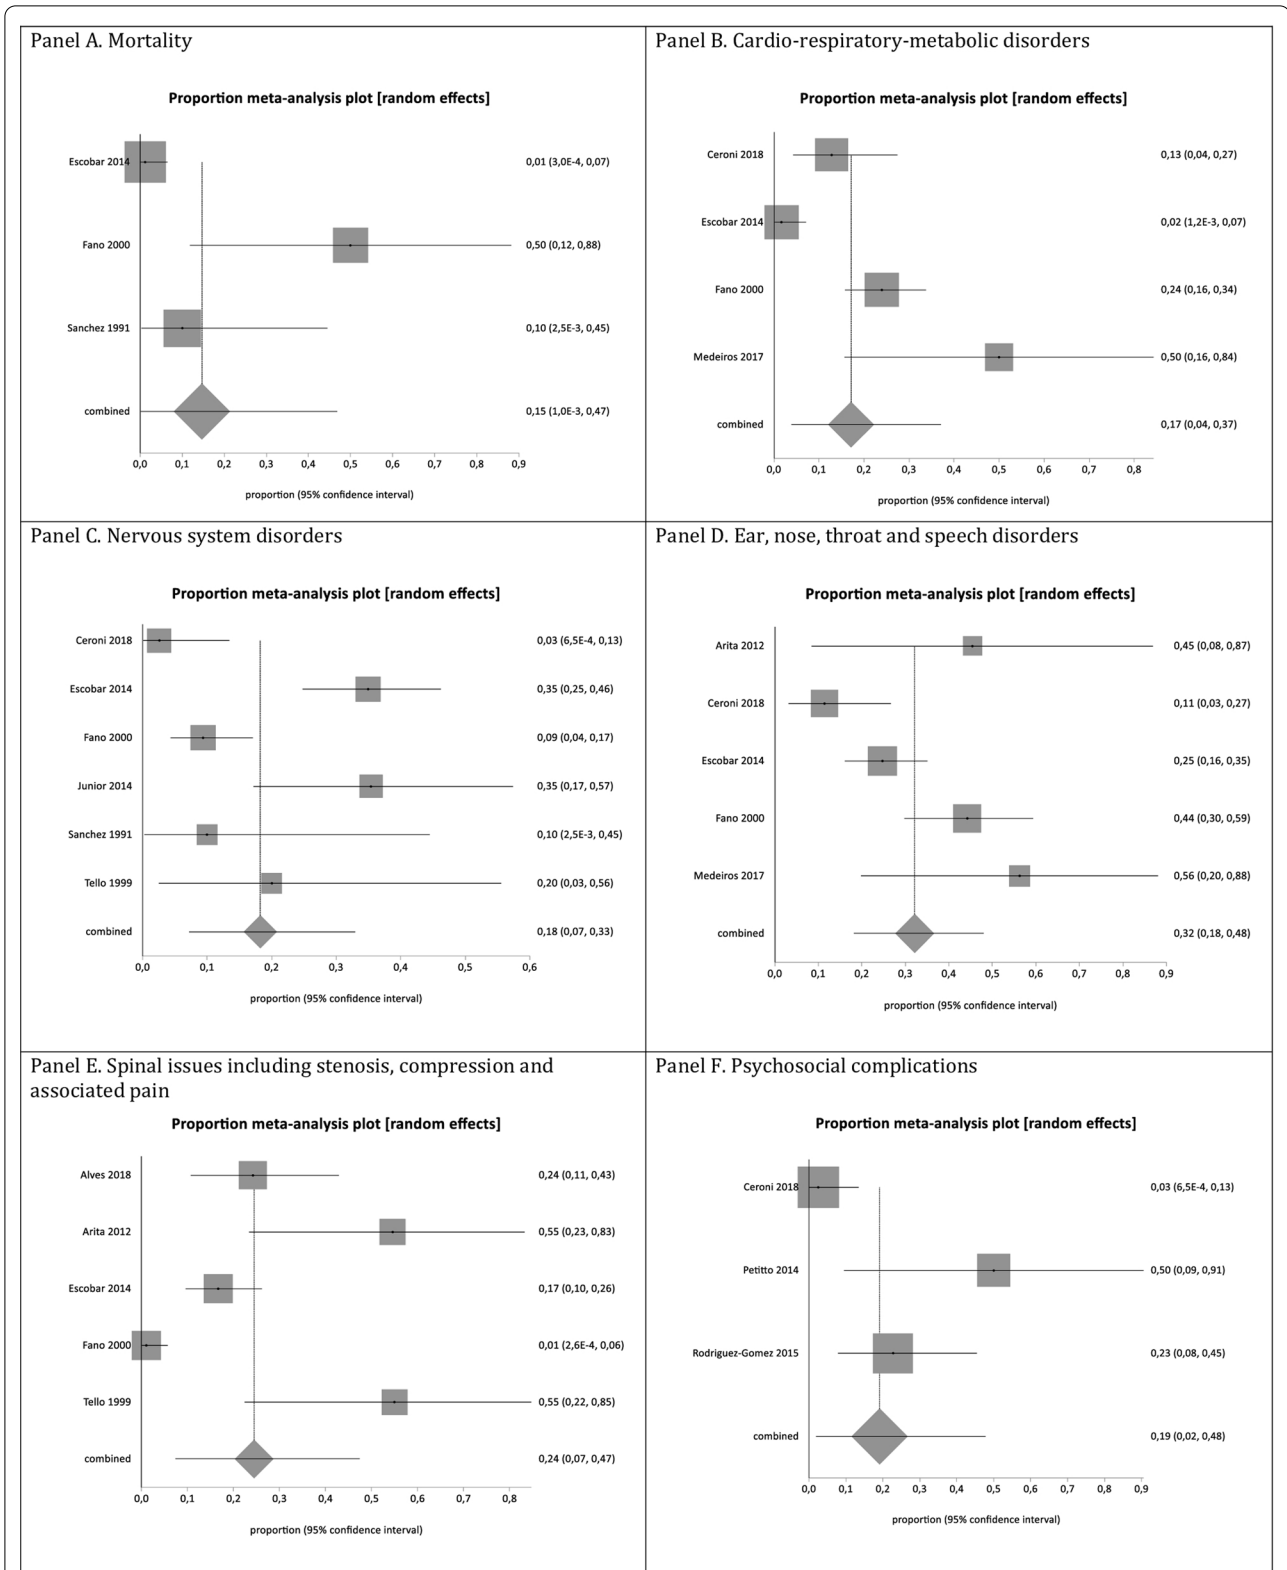 Panel A. Mortality
Proportion meta-analysis plot [random effects]
Escobar 2014 0,01 (3,0E-4, 0,07)
Fano 2000 0,50 (0,12, 0,88)
Sanchez 1991 0,10 (2,5E-3, 0,45)
combined 0,15 (1,0E-3, 0,47)
0,0 0,1 0,2 0,3 0,4 0,5 0,6 0,7 0,8 0,9
proportion (95% confidence interval)
Panel B. Cardio-respiratory-metabolic disorders
Proportion meta-analysis plot [random effects]
Ceroni 2018 0,13 (0,04, 0,27)
Escobar 2014 0,02 (1,2E-3, 0,07)
Fano 2000 0,24 (0,16, 0,34)
Medeiros 2017 0,50 (0,16, 0,84)
combined 0,17 (0,04, 0,37)
0,0 0,1 0,2 0,3 0,4 0,5 0,6 0,7 0,8
proportion (95% confidence interval)
Panel C. Nervous system disorders
Proportion meta-analysis plot [random effects]
Ceroni 2018 0,03 (6,5E-4, 0,13)
Escobar 2014 0,35 (0,25, 0,46)
Fano 2000 0,09 (0,04, 0,17)
Junior 2014 0,35 (0,17, 0,57)
Sanchez 1991 0,10 (2,5E-3, 0,45)
Tello 1999 0,20 (0,03, 0,56)
combined 0,18 (0,07, 0,33)
0,0 0,1 0,2 0,3 0,4 0,5 0,6
proportion (95% confidence interval)
Panel D. Ear, nose, throat and speech disorders
Proportion meta-analysis plot [random effects]
Arita 2012 0,45 (0,08, 0,87)
Ceroni 2018 0,11 (0,03, 0,27)
Escobar 2014 0,25 (0,16, 0,35)
Fano 2000 0,44 (0,30, 0,59)
Medeiros 2017 0,56 (0,20, 0,88)
combined 0,32 (0,18, 0,48)
0,0 0,1 0,2 0,3 0,4 0,5 0,6 0,7 0,8 0,9
proportion (95% confidence interval)
Panel E. Spinal issues including stenosis, compression and
associated pain
Proportion meta-analysis plot [random effects]
Alves 2018 0,24 (0,11, 0,43)
Arita 2012 0,55 (0,23, 0,83)
Escobar 2014 0,17 (0,10, 0,26)
Fano 2000 0,01 (2,6E-4, 0,06)
Tello 1999 0,55 (0,22, 0,85)
combined 0,24 (0,07, 0,47)
0,0 0,1 0,2 0,3 0,4 0,5 0,6 0,7 0,8
proportion (95% confidence interval)
Panel F. Psychosocial complications
Proportion meta-analysis plot [random effects]
Ceroni 2018 0,03 (6,5E-4, 0,13)
Petitto 2014 0,50 (0,09, 0,91)
Rodriguez-Gomez 2015 0,23 (0,08, 0,45)
combined 0,19 (0,02, 0,48)
0,0 0,1 0,2 0,3 0,4 0,5 0,6 0,7 0,8 0,9
proportion (95% confidence interval)